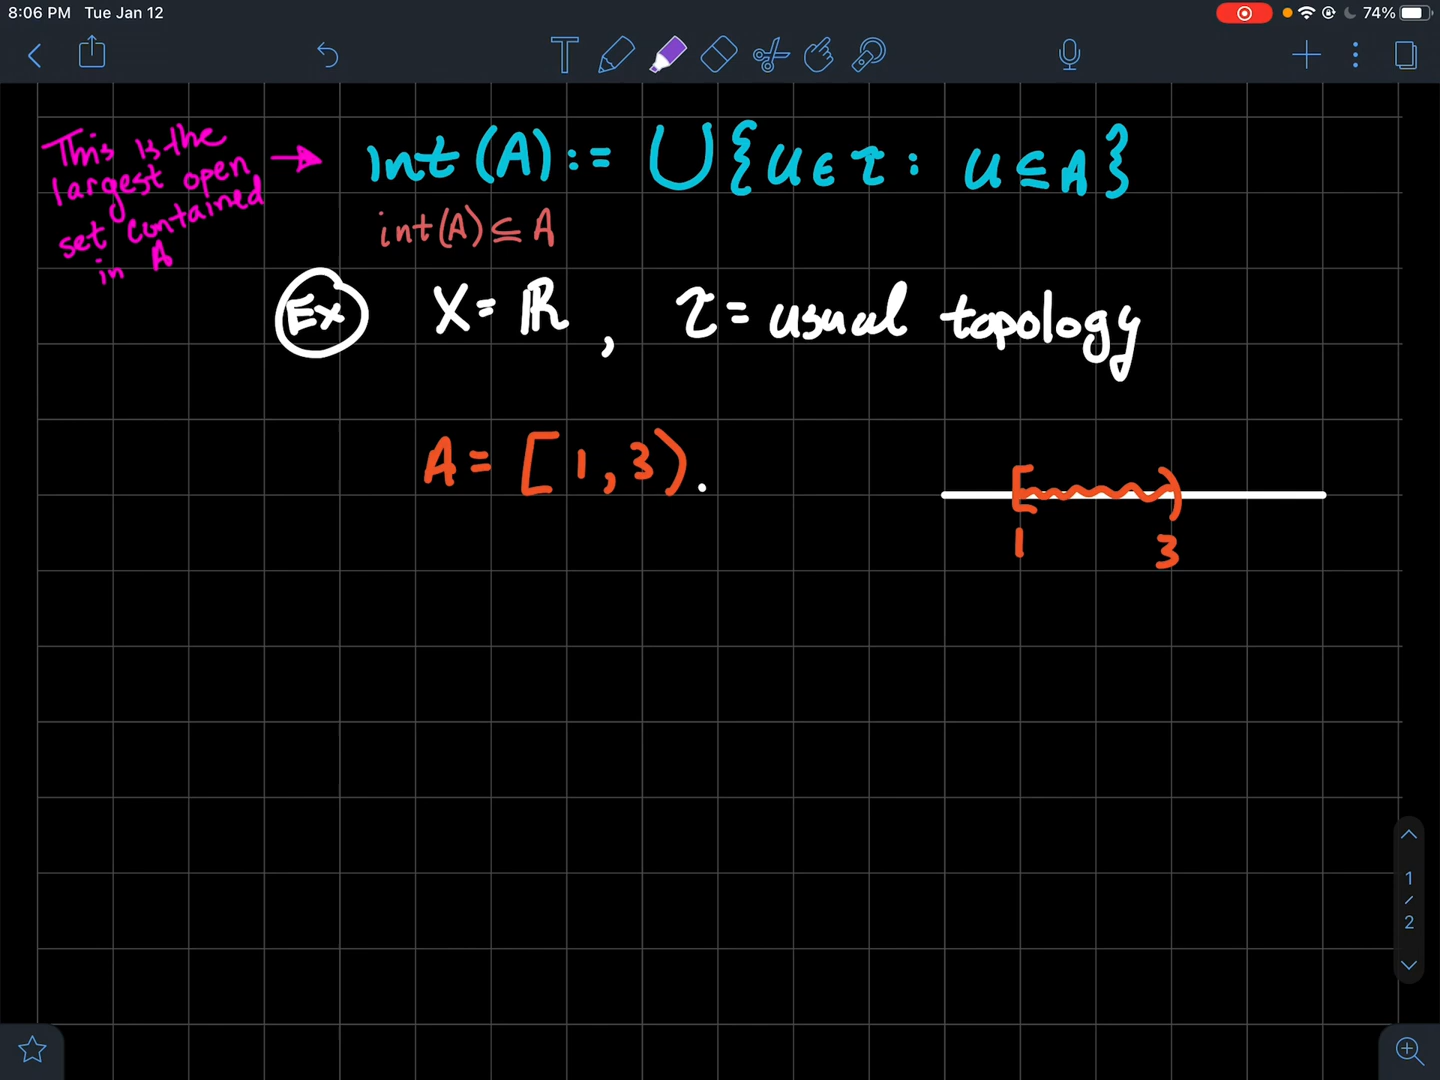 8:06 PM Tue Jan 12
74%
This is the
largest open
set contained
in A
→ int(A) := ⋃{U ∈ τ : U ⊆ A}
int(A) ⊆ A
Ex X = ℝ , τ = usual topology
A = [1, 3).
[ )
1 3
1
/
2